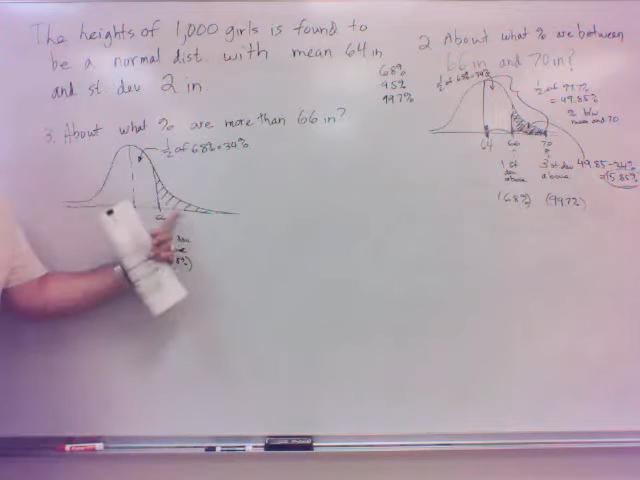 The heights of 1,000 girls is found to
be a normal dist. with mean 64 in
and st. dev 2 in.
68%
95%
99.7%
3. About what % are more than 66 in?
1/2 of 68% = 34%
66
2 About what % are between
66 in and 70 in?
1/2 of 68% = 34%
1/2 of 99.7%
= 49.85%
% b/w
mean and 70
64 66 70
1 st dev above
3 st dev above
49.85-34%
= 15.85%
(68%) (99.7%)